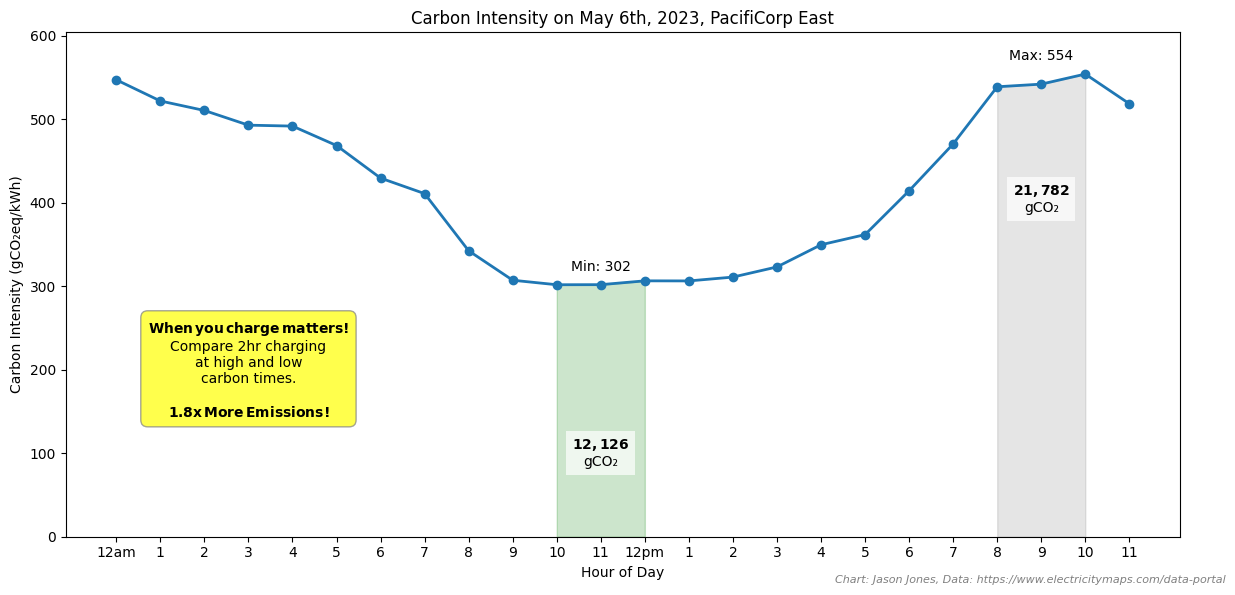 Carbon Intensity on May 6th, 2023, PacifiCorp East
Carbon Intensity (gCO₂eq/kWh)
600
500
400
300
200
100
0
Max: 554
21,782
gCO₂
Min: 302
12,126
gCO₂
When you charge matters!
Compare 2hr charging
at high and low
carbon times.
1.8x More Emissions!
12am 1 2 3 4 5 6 7 8 9 10 11 12pm 1 2 3 4 5 6 7 8 9 10 11
Hour of Day
Chart: Jason Jones, Data: https://www.electricitymaps.com/data-portal